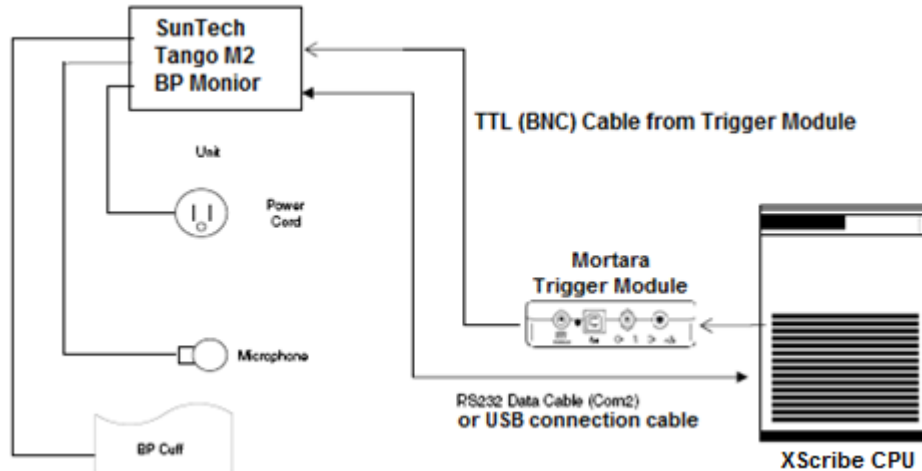 SunTech
Tango M2
BP Monior
TTL (BNC) Cable from Trigger Module
Unit
Power
Cord
Mortara
Trigger Module
Microphone
RS232 Data Cable (Com2)
or USB connection cable
BP Cuff
XScribe CPU